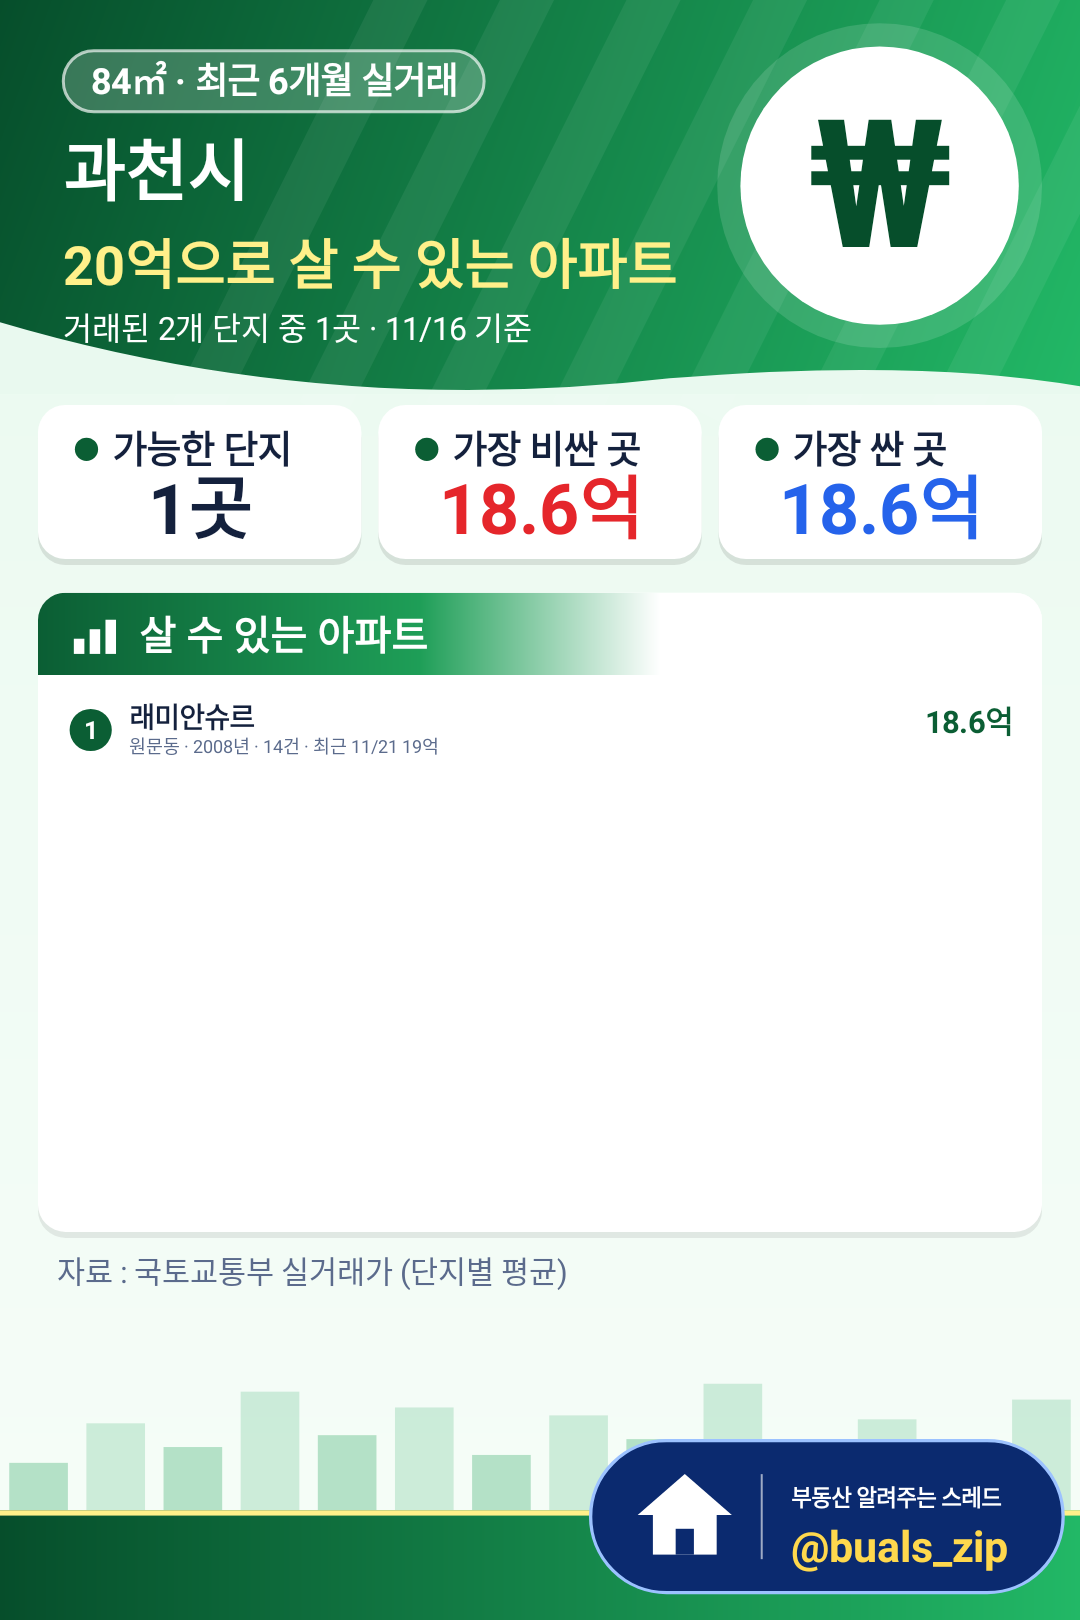 84㎡ · 최근 6개월 실거래
과천시
20억으로 살 수 있는 아파트
거래된 2개 단지 중 1곳 · 11/16 기준
₩
가능한 단지
1곳
가장 비싼 곳
18.6억
가장 싼 곳
18.6억
살 수 있는 아파트
1
래미안슈르
18.6억
원문동 · 2008년 · 14건 · 최근 11/21 19억
자료 : 국토교통부 실거래가 (단지별 평균)
부동산 알려주는 스레드
@buals_zip